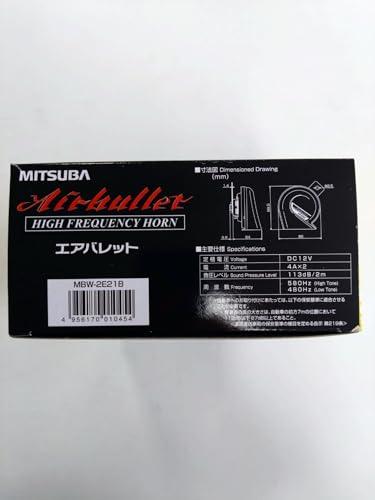 MITSUBA
Airbullet
HIGH FREQUENCY HORN
エアバレット
MBW-2E21B
4 956170 010454
■寸法図 Dimensioned Drawing
(mm)
■主要仕様 Specifications
定格電圧 Voltage DC12V
電流 Current 4A×2
音圧レベル Sound Pressure Level 113dB/2m
周波数 Frequency 580Hz (High Tone)
480Hz (Low Tone)